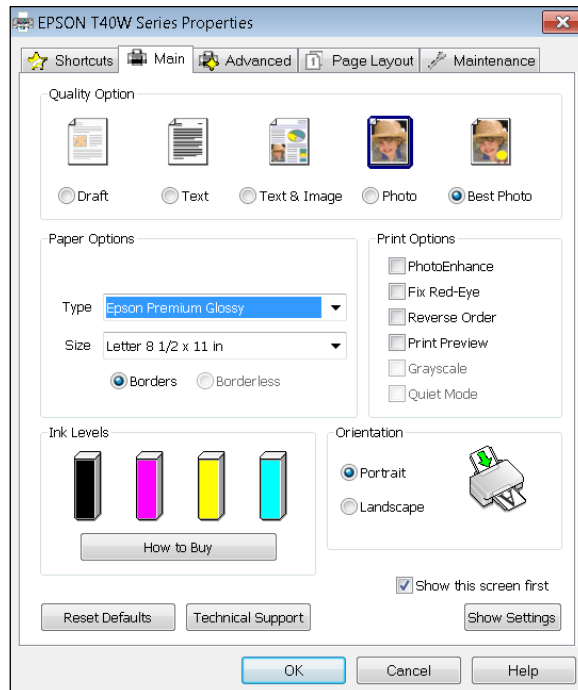 EPSON T40W Series Properties
Shortcuts Main Advanced Page Layout Maintenance
Quality Option
Draft Text Text & Image Photo Best Photo
Paper Options
Type Epson Premium Glossy
Size Letter 8 1/2 x 11 in
Borders Borderless
Print Options
PhotoEnhance
Fix Red-Eye
Reverse Order
Print Preview
Grayscale
Quiet Mode
Ink Levels
How to Buy
Orientation
Portrait
Landscape
Show this screen first
Reset Defaults Technical Support Show Settings
OK Cancel Help